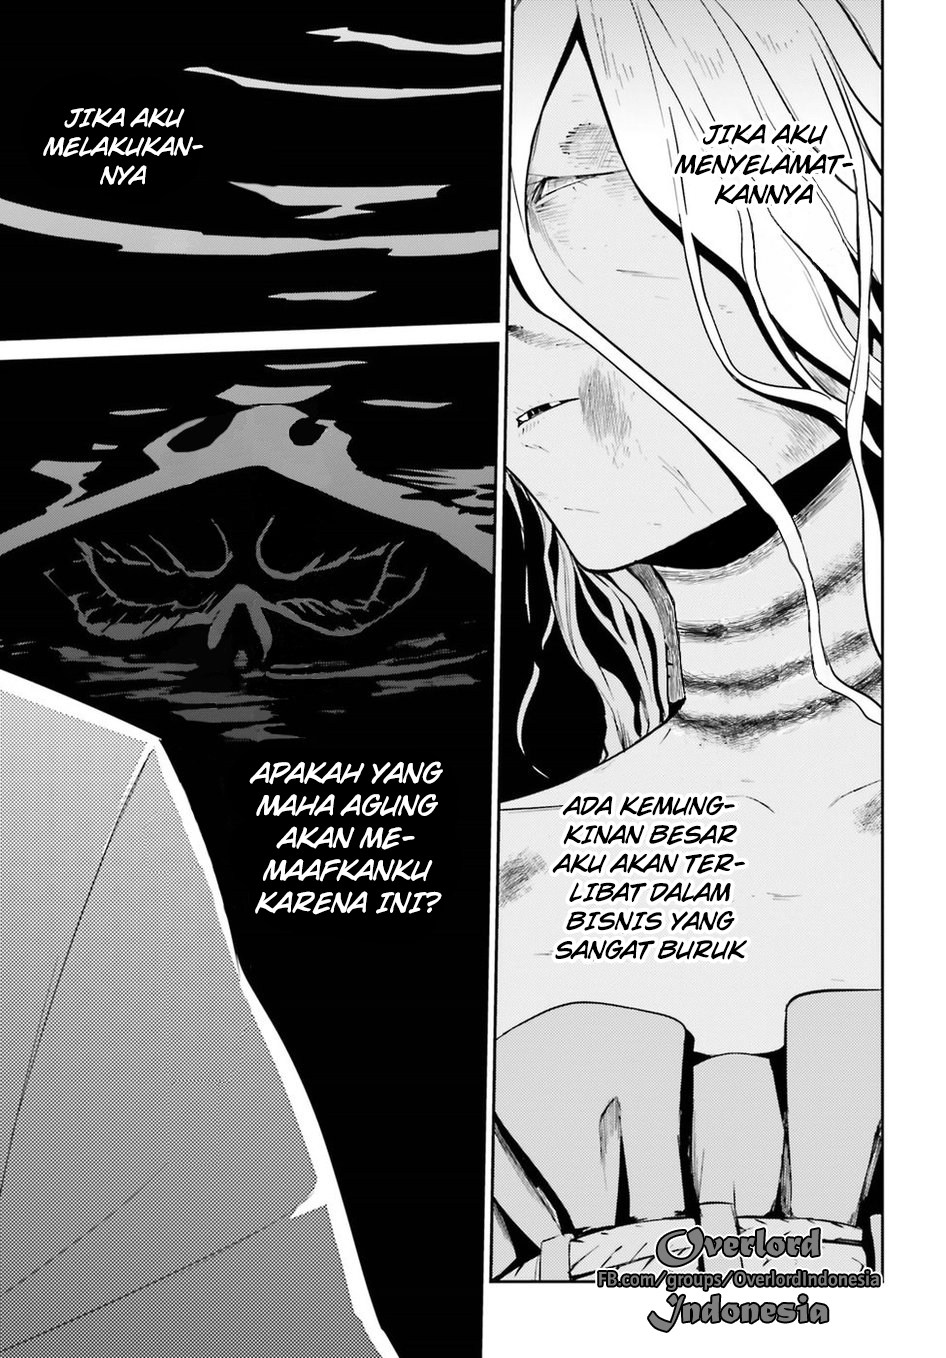 JIKA AKU
MENYELAMAT-
KANNYA
ADA KEMUNG-
KINAN BESAR
AKU AKAN TER-
LIBAT DALAM
BISNIS YANG
SANGAT BURUK
JIKA AKU
MELAKUKAN-
NYA
APAKAH YANG
MAHA AGUNG
AKAN ME-
MAAFKANKU
KARENA INI?
Overlord
FB.com/groups/OverlordIndonesia
Indonesia